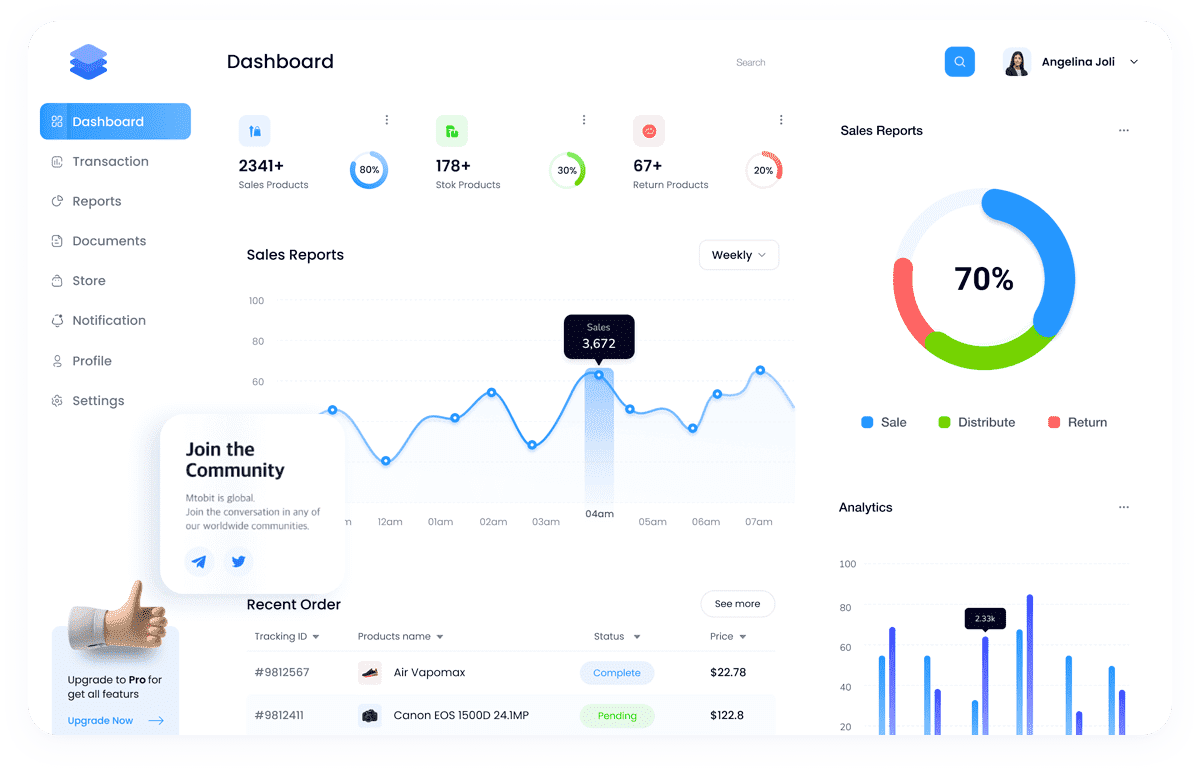 Dashboard
Search
Angelina Joli
Dashboard
Transaction
Reports
Documents
Store
Notification
Profile
Settings
2341+
Sales Products
80%
178+
Stok Products
30%
67+
Return Products
20%
Sales Reports
Weekly
100
80
60
Sales
3,672
m
12am
01am
02am
03am
04am
05am
06am
07am
Join the
Community
Mtobit is global.
Join the conversation in any of
our worldwide communities.
Upgrade to Pro for
get all featurs
Upgrade Now
Recent Order
See more
Tracking ID
Products name
Status
Price
#9812567
Air Vapomax
Complete
$22.78
#9812411
Canon EOS 1500D 24.1MP
Pending
$122.8
Sales Reports
70%
Sale
Distribute
Return
Analytics
100
80
60
40
20
2.33k